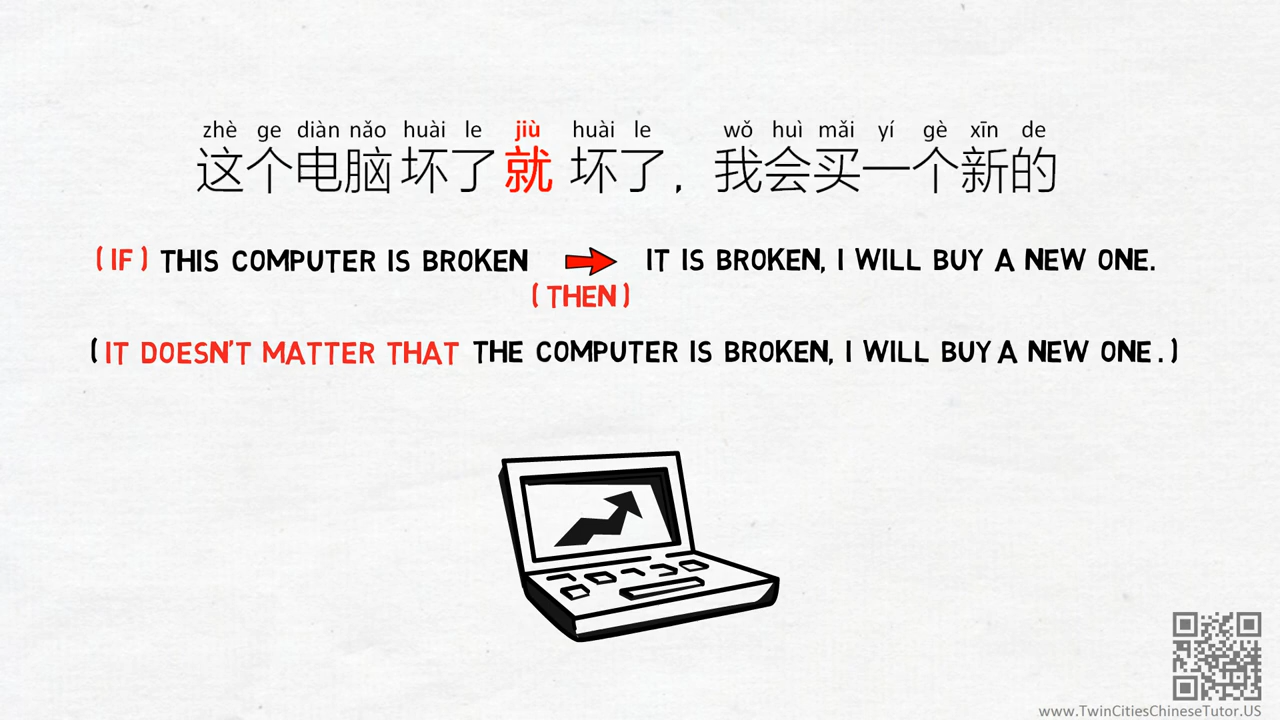 zhè ge diàn nǎo huài le jiù huài le wǒ huì mǎi yí gè xīn de
这个电脑坏了就坏了，我会买一个新的
(IF) THIS COMPUTER IS BROKEN IT IS BROKEN, I WILL BUY A NEW ONE.
(THEN)
(IT DOESN'T MATTER THAT THE COMPUTER IS BROKEN, I WILL BUY A NEW ONE.)
www.TwinCitiesChineseTutor.US